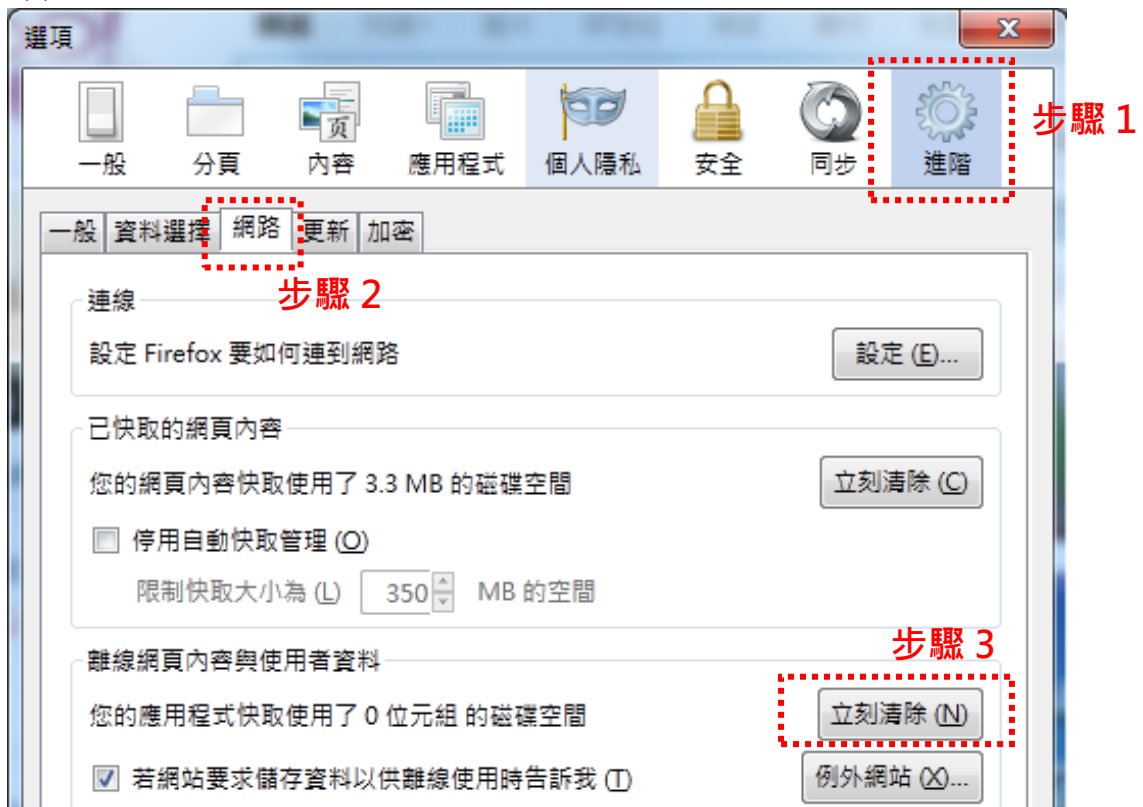 選項
一般 分頁 内容 應用程式 個人隱私 安全 同步 進階 步驟 1
页
一般 資料選擇 網路 更新 加密
步驟 2
連線
設定 Firefox 要如何連到網路 設定 (E)...
已快取的網頁內容
您的網頁內容快取使用了 3.3 MB 的磁碟空間 立刻清除 (C)
停用自動快取管理 (O)
限制快取大小為 (L) 350 MB 的空間
步驟 3
離線網頁內容與使用者資料
您的應用程式快取使用了 0 位元組 的磁碟空間 立刻清除 (N)
若網站要求儲存資料以供離線使用時告訴我 (T) 例外網站 (X)...